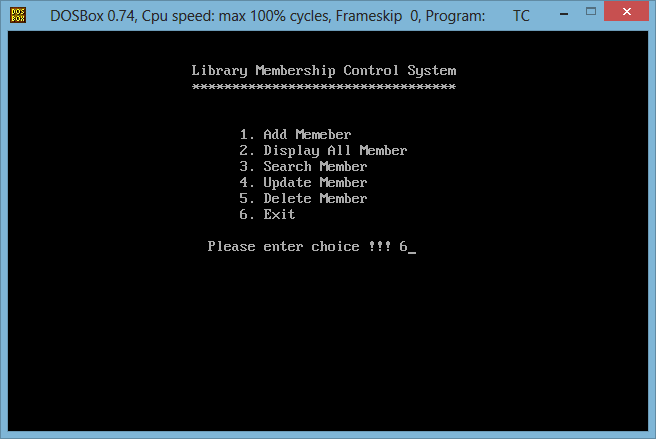 DOS BOX
DOSBox 0.74, Cpu speed: max 100% cycles, Frameskip 0, Program: TC
Library Membership Control System
*********************************
1. Add Memeber
2. Display All Member
3. Search Member
4. Update Member
5. Delete Member
6. Exit
Please enter choice !!! 6_